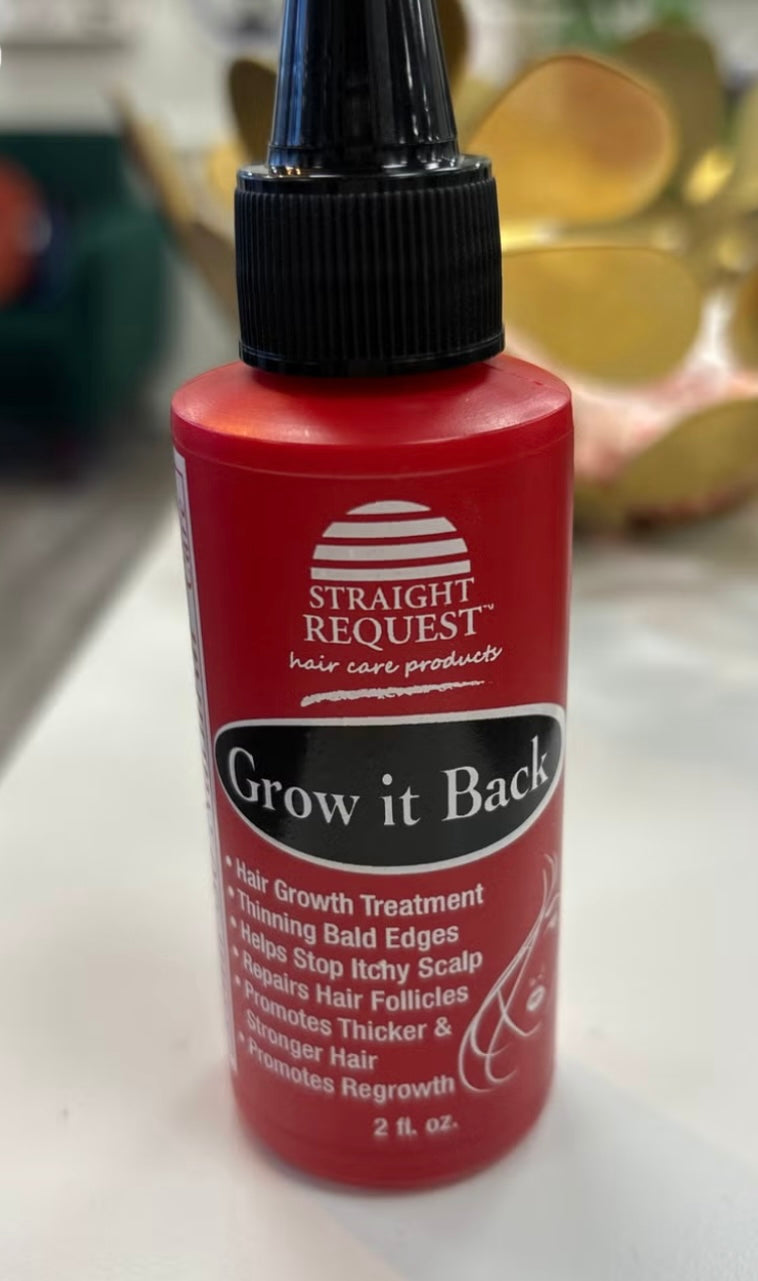 STRAIGHT
REQUEST™
hair care products
Grow it Back
• Hair Growth Treatment
• Thinning Bald Edges
• Helps Stop Itchy Scalp
• Repairs Hair Follicles
• Promotes Thicker &
Stronger Hair
• Promotes Regrowth
2 fl. oz.